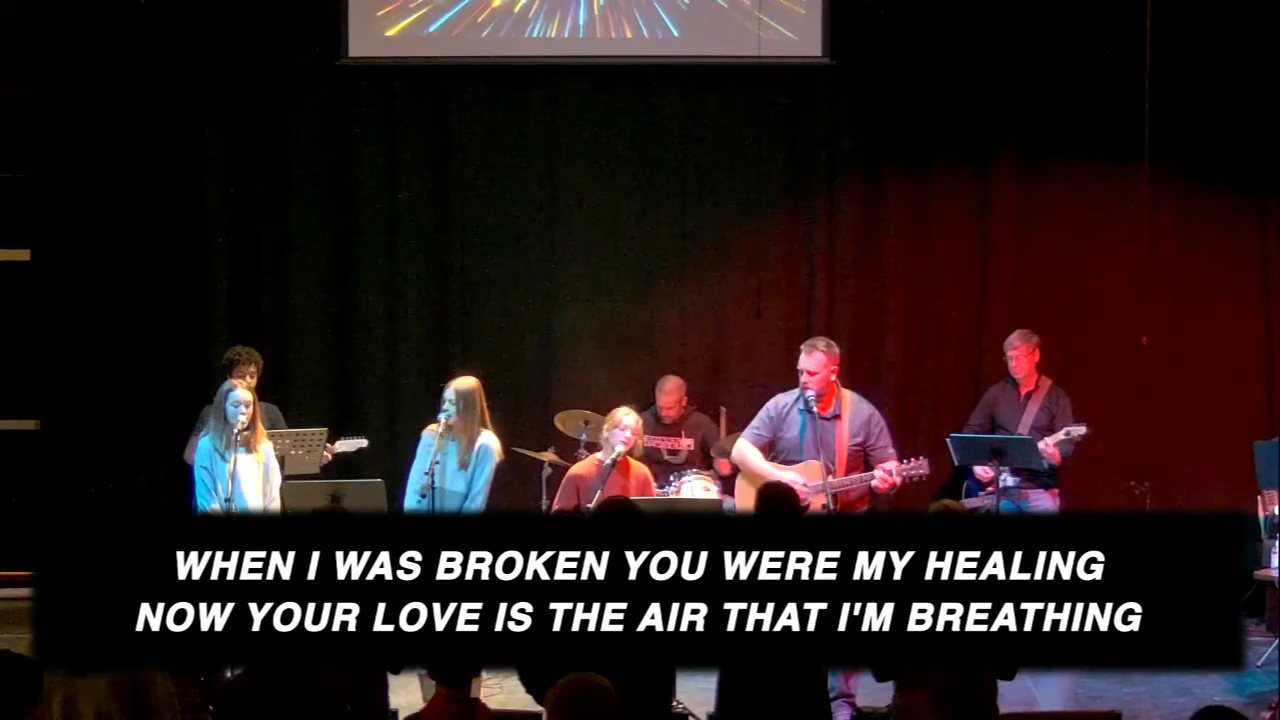 WHEN I WAS BROKEN YOU WERE MY HEALING
NOW YOUR LOVE IS THE AIR THAT I'M BREATHING